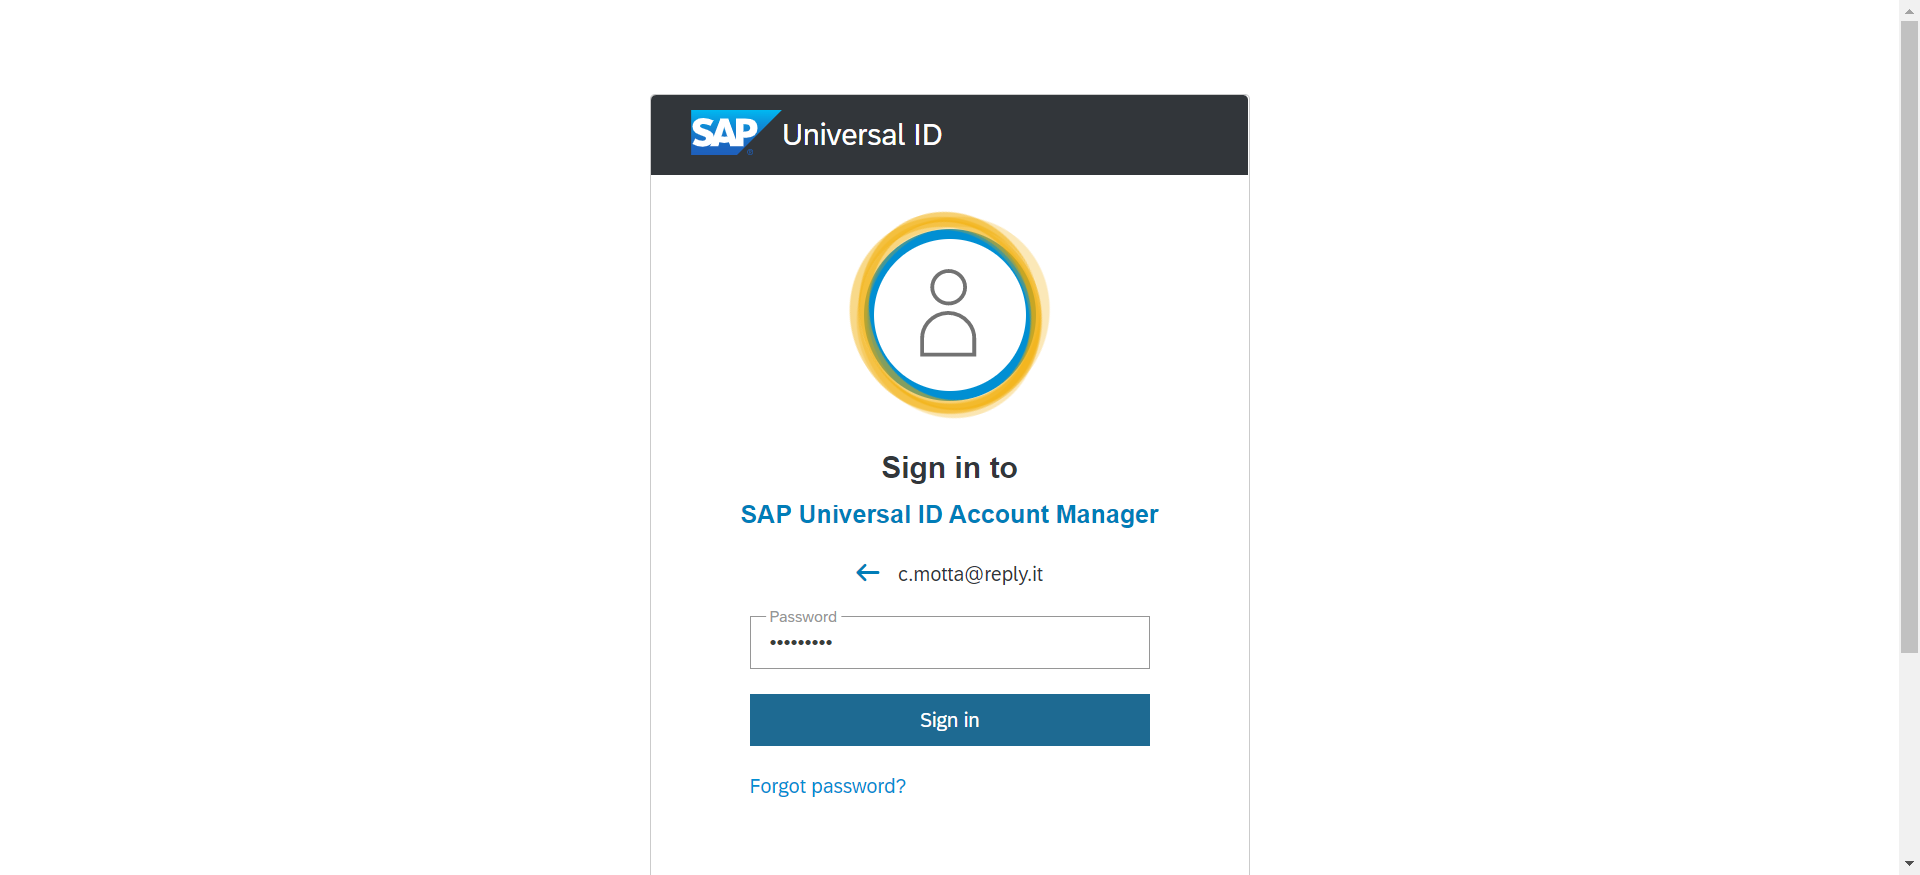 SAP Universal ID
Sign in to
SAP Universal ID Account Manager
c.motta@reply.it
Password
•••••••••
Sign in
Forgot password?